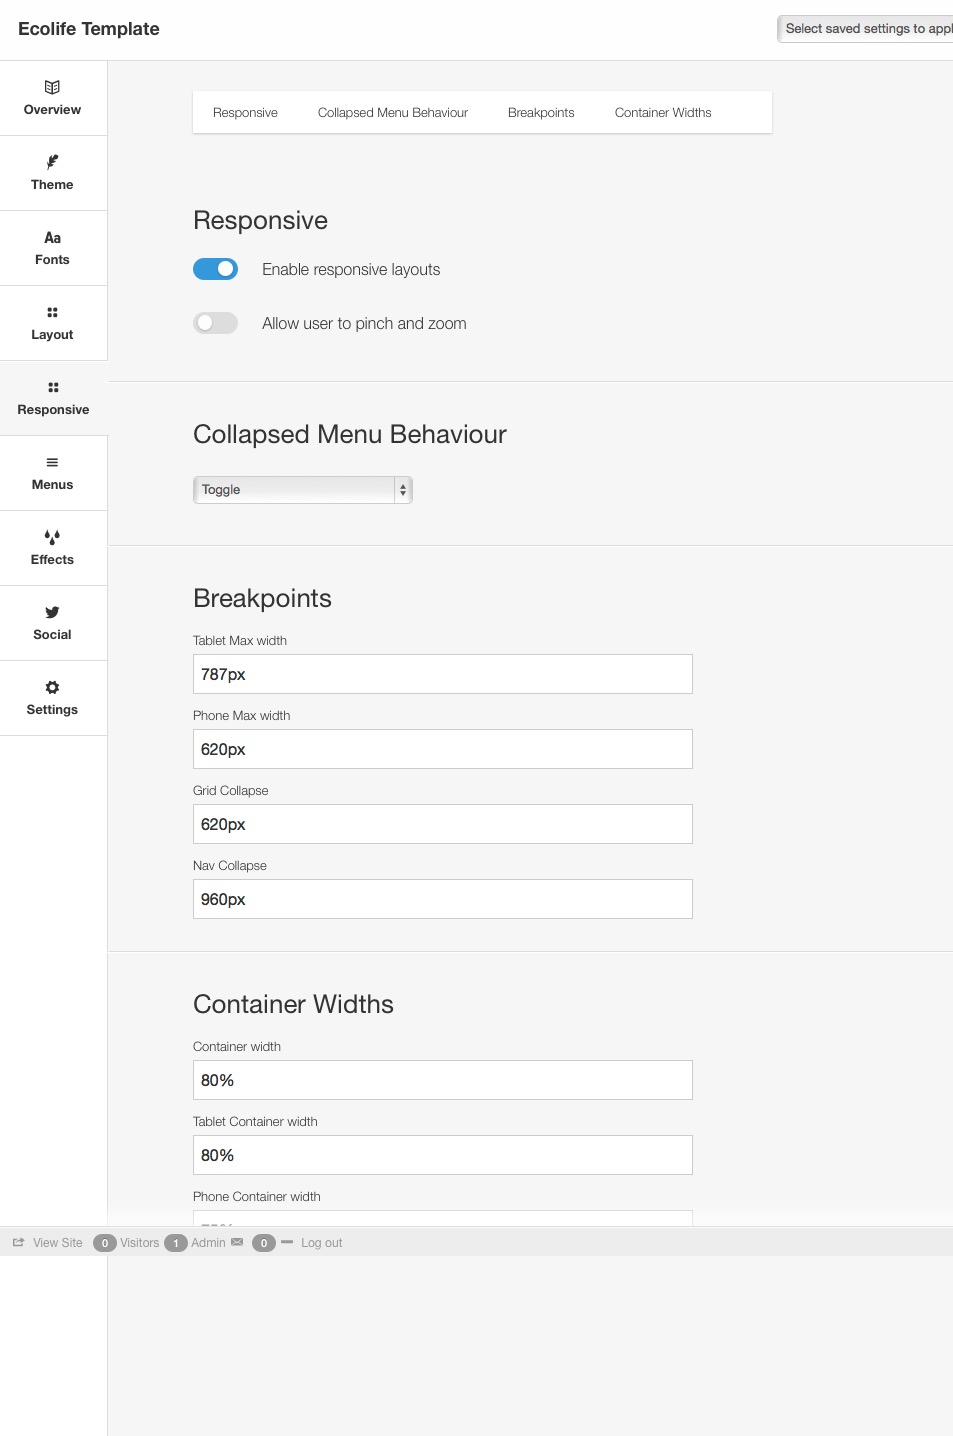 Ecolife Template
Select saved settings to appl
Overview
Theme
Aa
Fonts
Layout
Responsive
Menus
Effects
Social
Settings
Responsive Collapsed Menu Behaviour Breakpoints Container Widths
Responsive
Enable responsive layouts
Allow user to pinch and zoom
Collapsed Menu Behaviour
Toggle
Breakpoints
Tablet Max width
787px
Phone Max width
620px
Grid Collapse
620px
Nav Collapse
960px
Container Widths
Container width
80%
Tablet Container width
80%
Phone Container width
View Site 0 Visitors 1 Admin 0 Log out